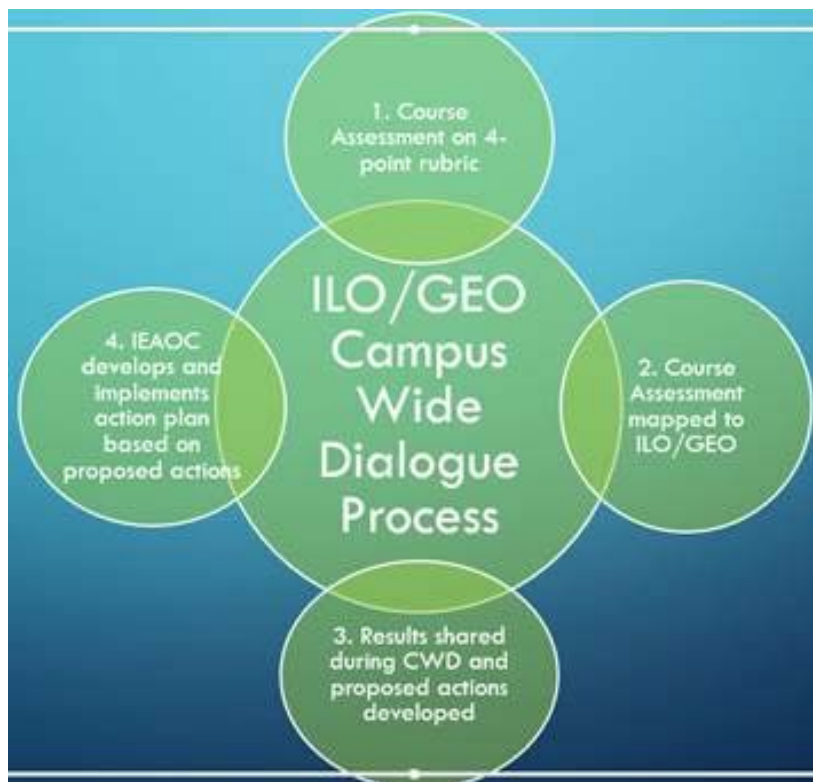 1. Course
Assessment on 4-
point rubric
ILO/GEO
Campus
Wide
Dialogue
Process
2. Course
Assessment
mapped to
ILO/GEO
3. Results shared
during CWD and
proposed actions
developed
4. IEAOC
develops and
implements
action plan
based on
proposed actions